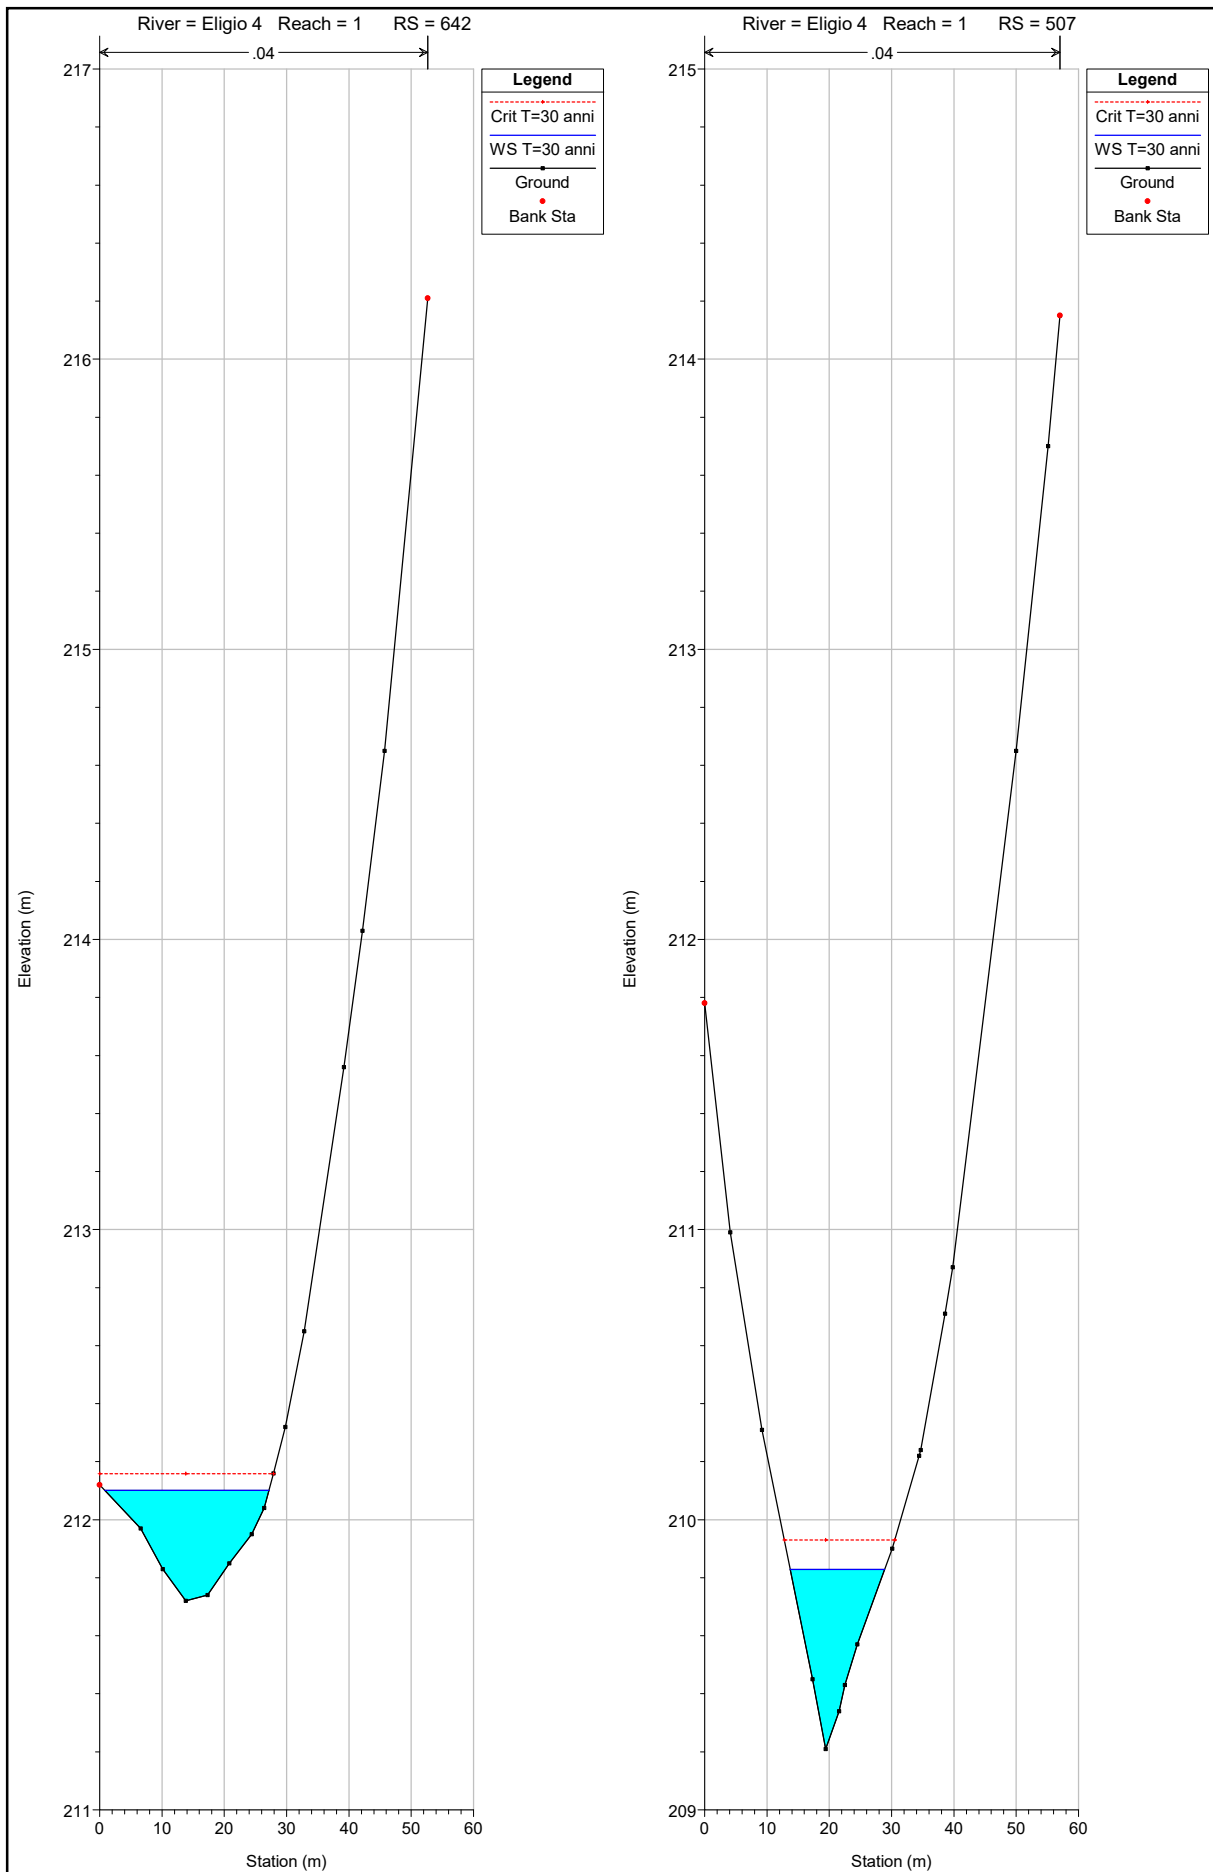 River = Eligio 4 Reach = 1 RS = 642
.04
217
216
215
214
213
212
211
Elevation (m)
0 10 20 30 40 50 60
Station (m)
Legend
Crit T=30 anni
WS T=30 anni
Ground
Bank Sta
River = Eligio 4 Reach = 1 RS = 507
.04
215
214
213
212
211
210
209
Elevation (m)
0 10 20 30 40 50 60
Station (m)
Legend
Crit T=30 anni
WS T=30 anni
Ground
Bank Sta